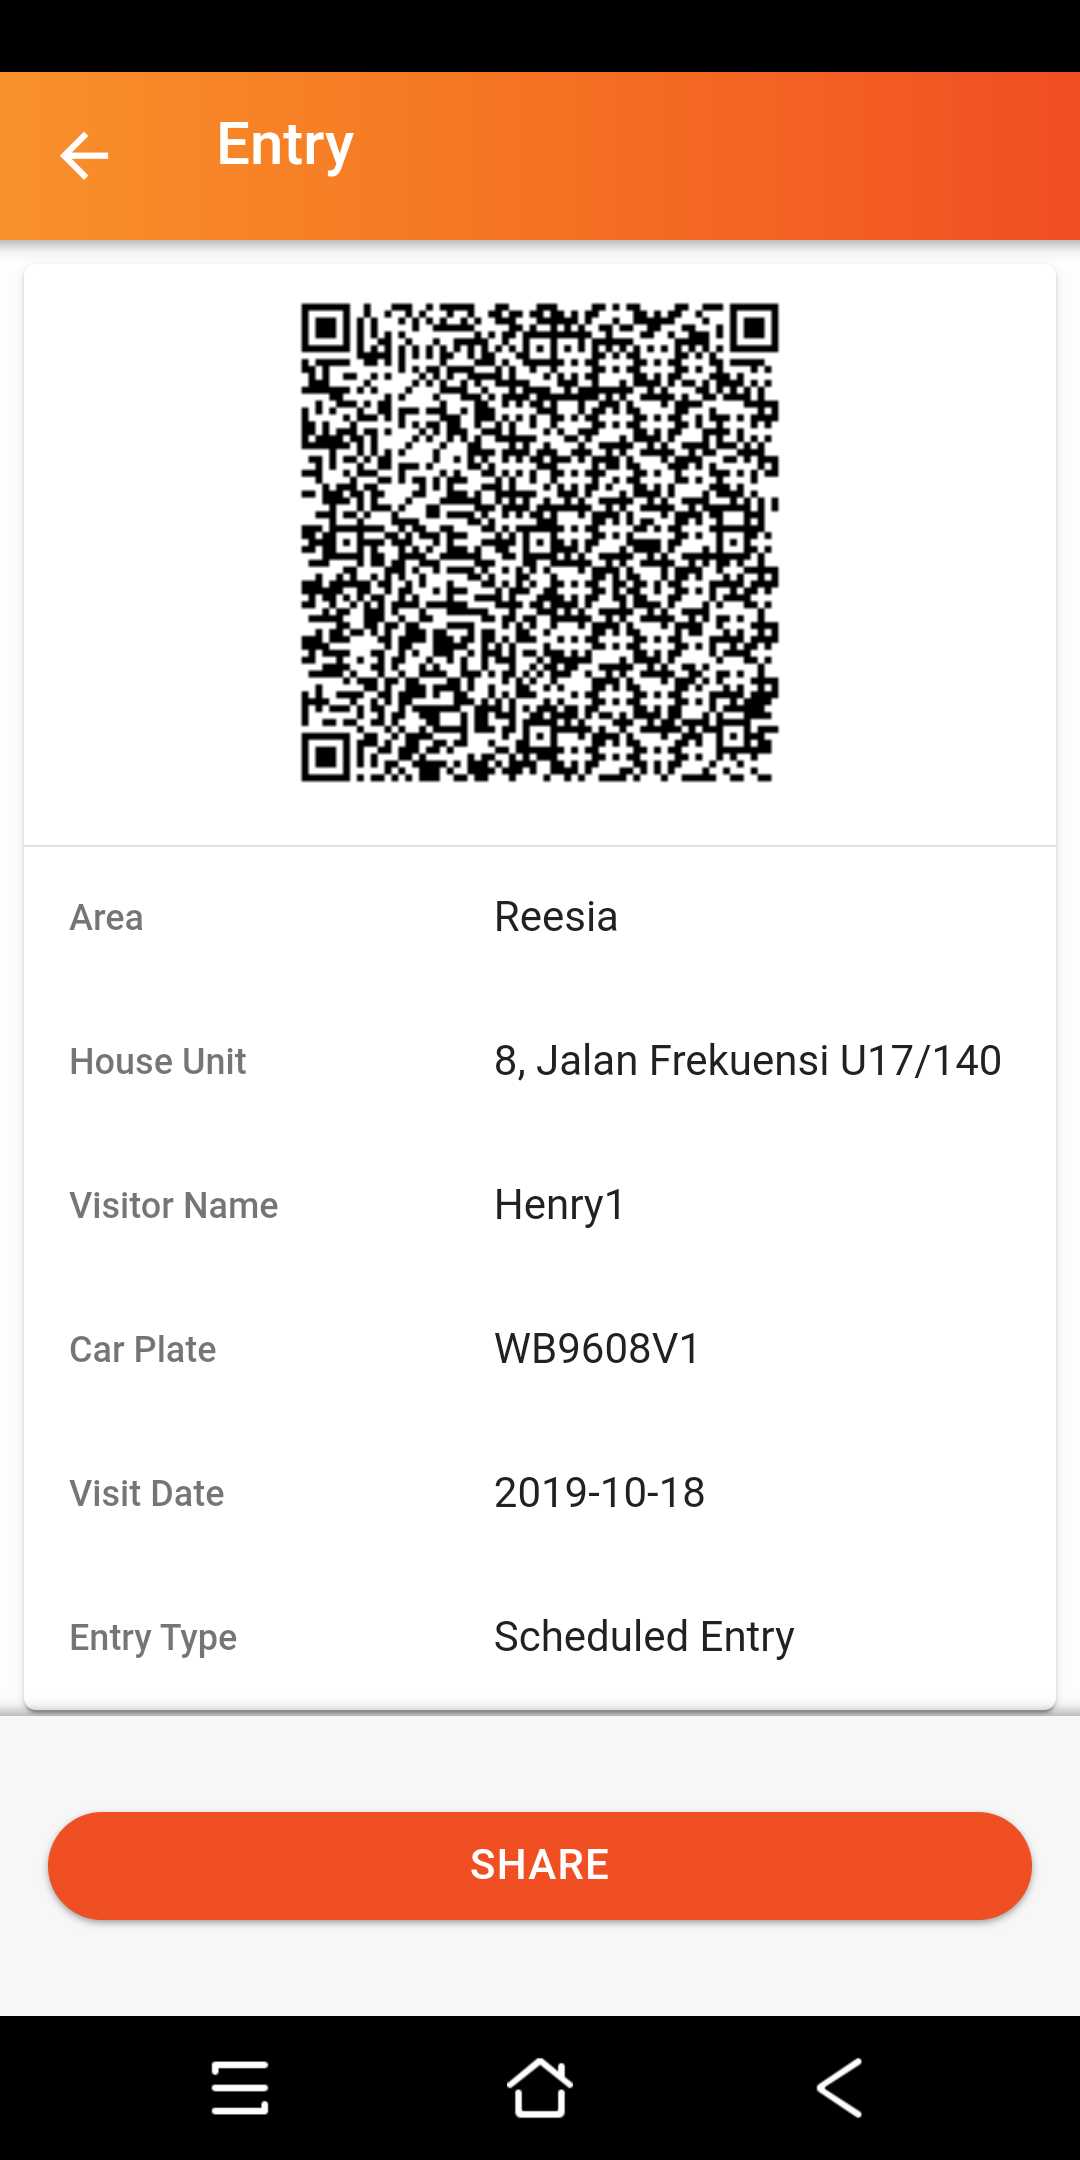 Entry
Area Reesia
House Unit 8, Jalan Frekuensi U17/140
Visitor Name Henry1
Car Plate WB9608V1
Visit Date 2019-10-18
Entry Type Scheduled Entry
SHARE